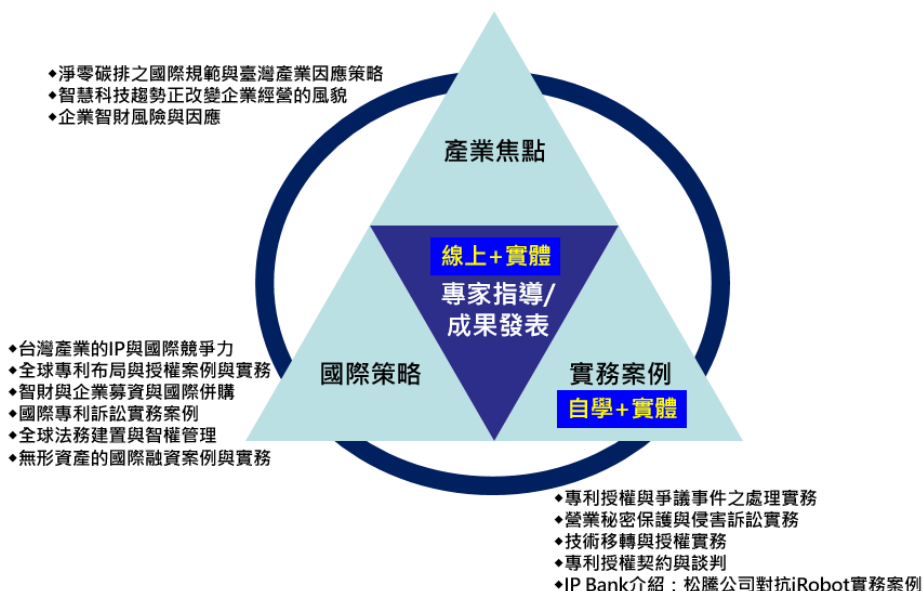 ◆淨零碳排之國際規範與臺灣產業因應策略
◆智慧科技趨勢正改變企業經營的風貌
◆企業智財風險與因應
產業焦點
線上+實體
專家指導/
成果發表
◆台灣產業的IP與國際競爭力
◆全球專利布局與授權案例與實務
◆智財與企業募資與國際併購
◆國際專利訴訟實務案例
◆全球法務建置與智權管理
◆無形資產的國際融資案例與實務
國際策略
實務案例
自學+實體
◆專利授權與爭議事件之處理實務
◆營業秘密保護與侵害訴訟實務
◆技術移轉與授權實務
◆專利授權契約與談判
◆IP Bank介紹：松騰公司對抗iRobot實務案例